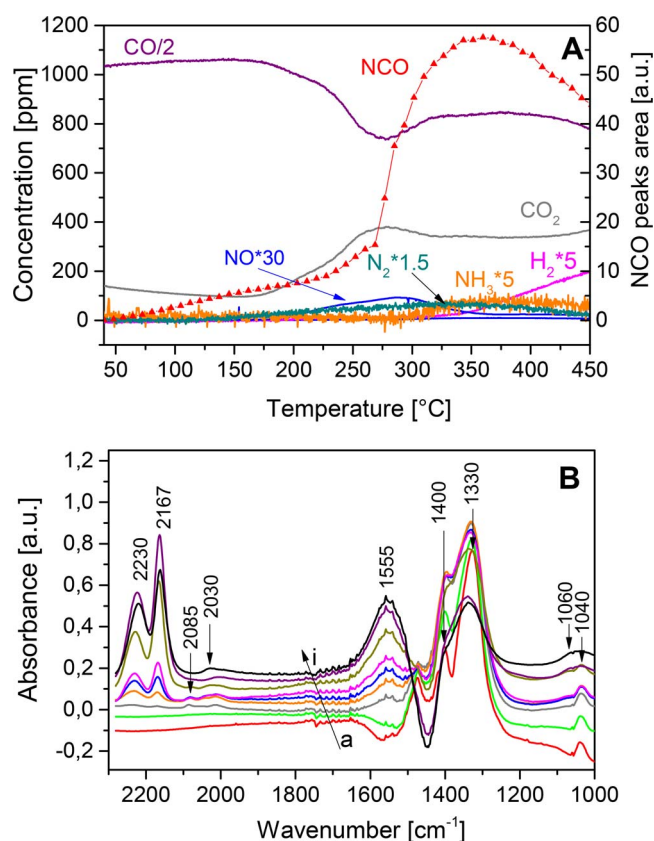 A
CO/2
NCO
CO₂
NO*30
N₂*1.5
NH₃*5
H₂*5
Concentration [ppm]
1200
1000
800
600
400
200
0
NCO peaks area [a.u.]
60
50
40
30
20
10
0
50 100 150 200 250 300 350 400 450
Temperature [°C]
B
2230
2167
2085
2030
1555
1400
1330
1060
1040
i
a
Absorbance [a.u.]
1,2
1,0
0,8
0,6
0,4
0,2
0,0
-0,2
2200 2000 1800 1600 1400 1200 1000
Wavenumber [cm⁻¹]